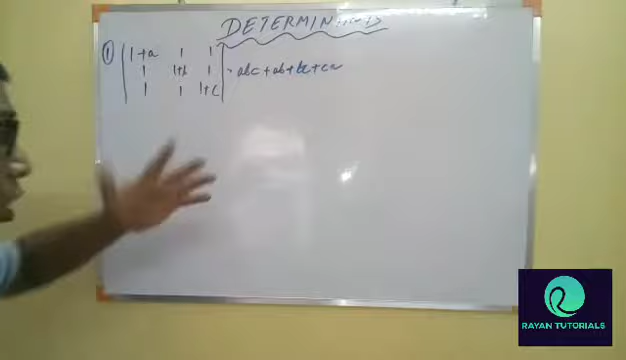 DETERMINANTS
① | 1+a 1 1 |
| 1 1+b 1 | = abc + ab + bc + ca
| 1 1 1+c |
RAYAN TUTORIALS